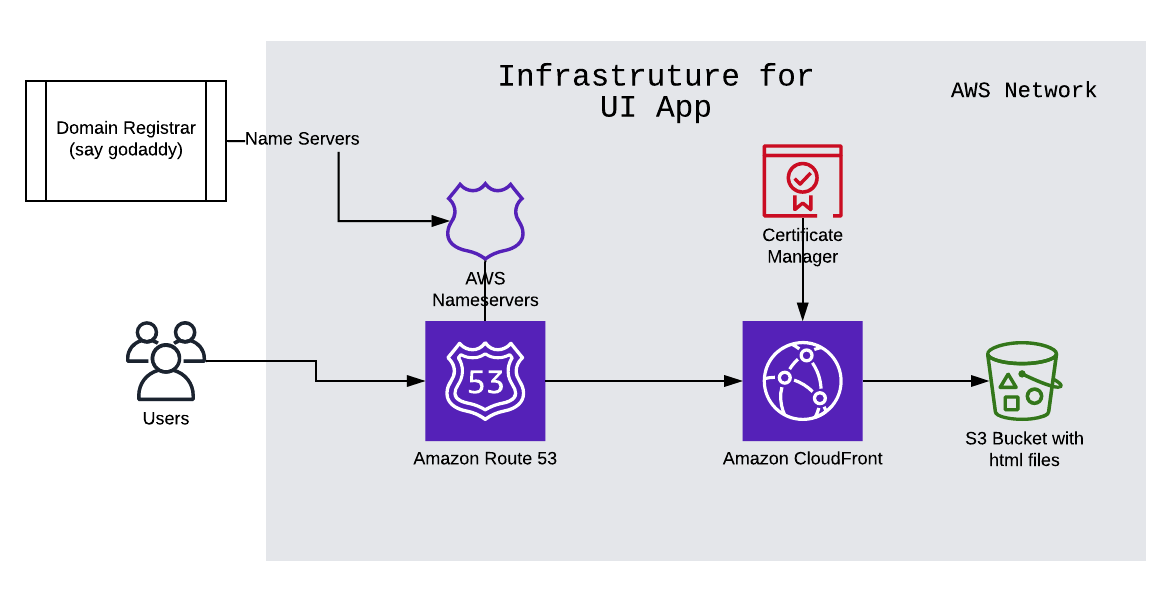 Infrastruture for
UI App
AWS Network
Domain Registrar
(say godaddy)
Name Servers
AWS
Nameservers
Certificate
Manager
53
Users
Amazon Route 53
Amazon CloudFront
S3 Bucket with
html files